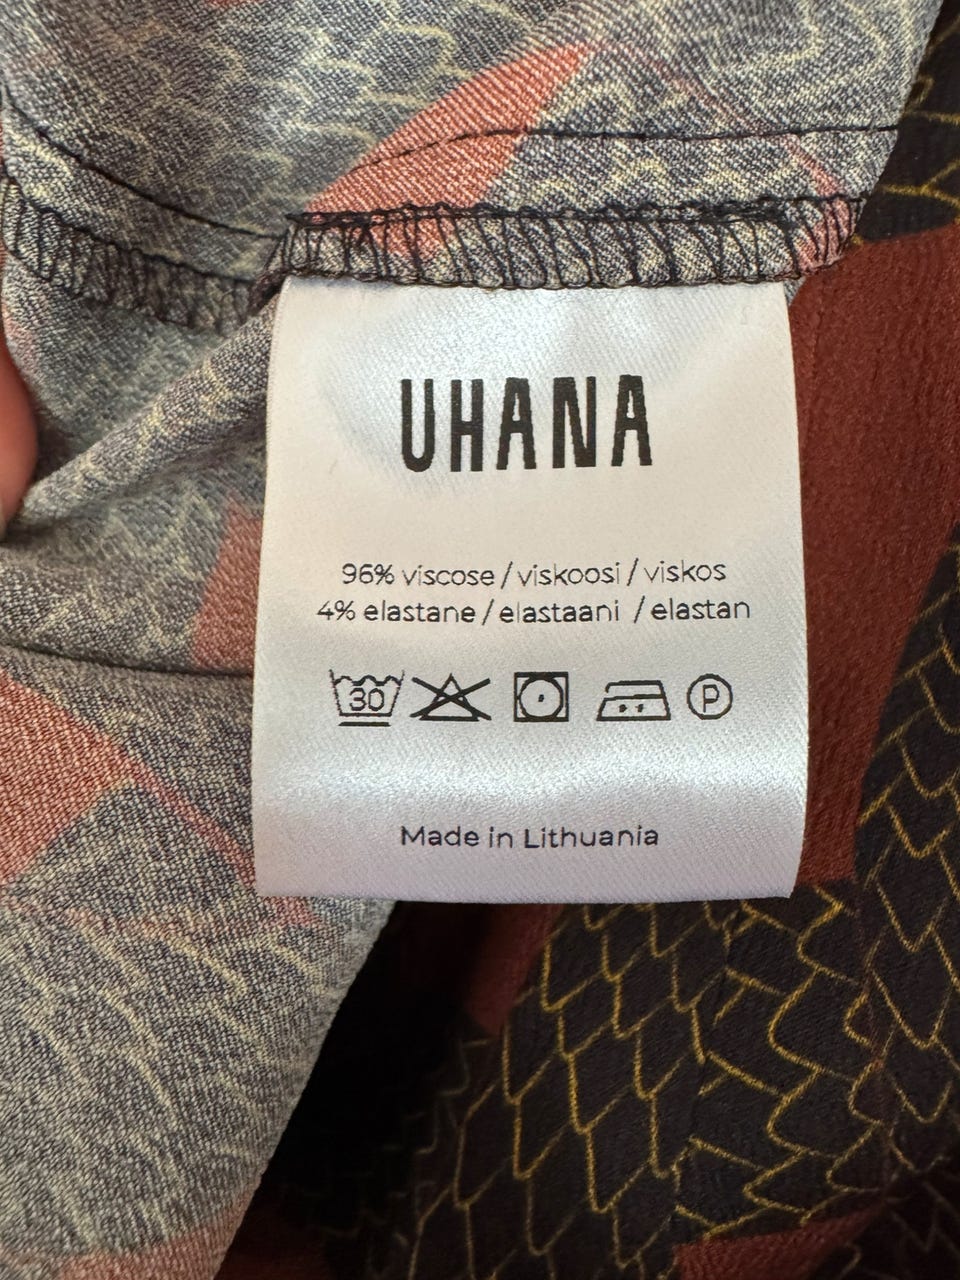 UHANA
96% viscose / viskoosi / viskos
4% elastane / elastaani / elastan
30 P
Made in Lithuania